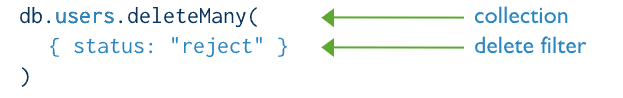 db.users.deleteMany( collection
{ status: "reject" } delete filter
)